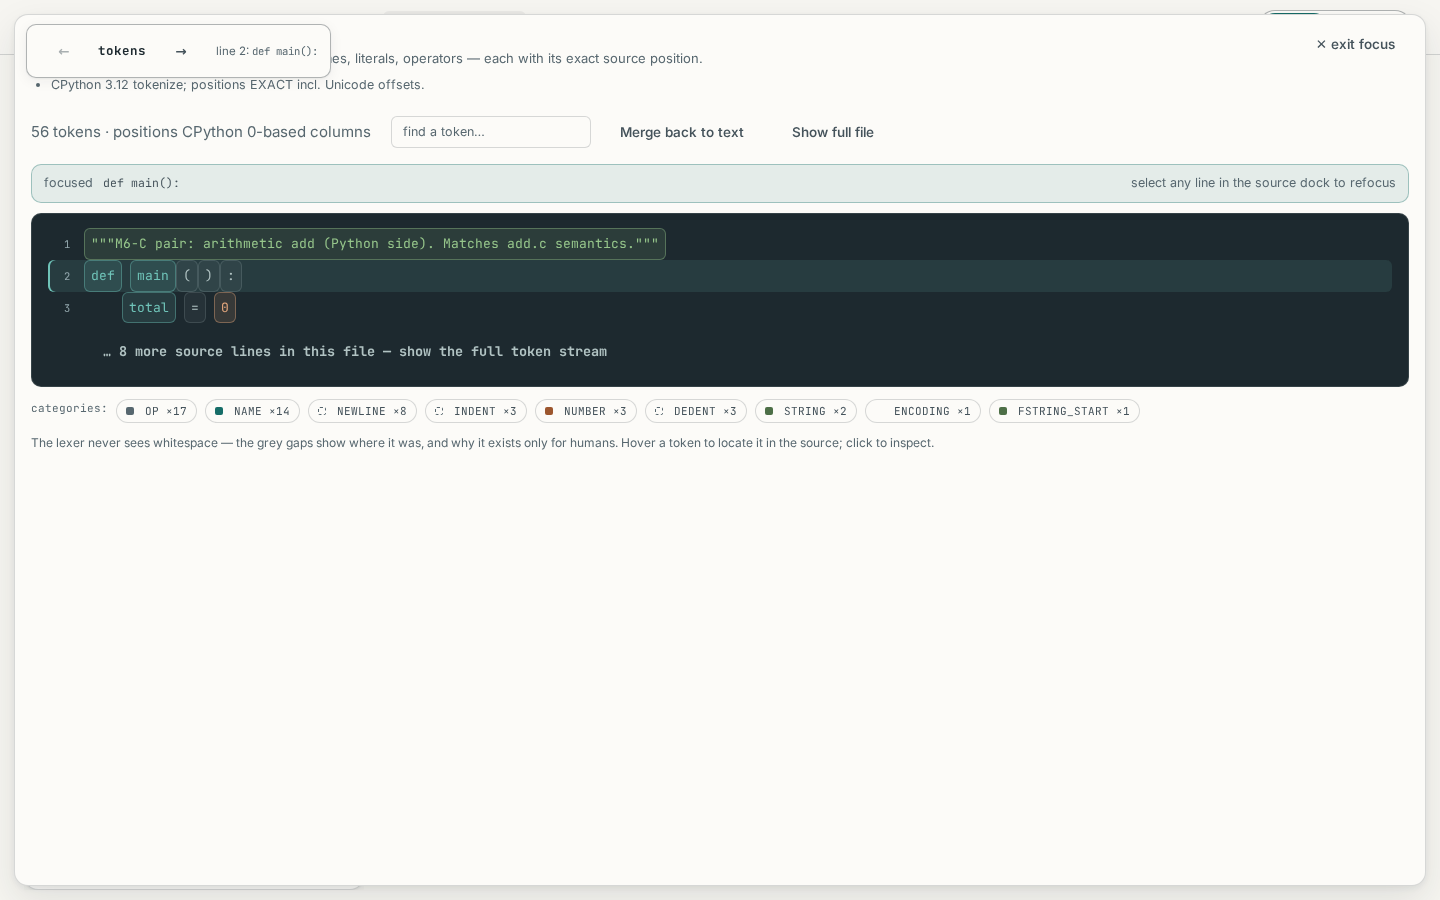 ← tokens → line 2: def main():
✕ exit focus
es, literals, operators — each with its exact source position.
• CPython 3.12 tokenize; positions EXACT incl. Unicode offsets.
56 tokens · positions CPython 0-based columns find a token... Merge back to text Show full file
focused def main(): select any line in the source dock to refocus
1 """M6-C pair: arithmetic add (Python side). Matches add.c semantics."""
2 def main ( ) :
3 total = 0
… 8 more source lines in this file — show the full token stream
categories: OP ×17 NAME ×14 NEWLINE ×8 INDENT ×3 NUMBER ×3 DEDENT ×3 STRING ×2 ENCODING ×1 FSTRING_START ×1
The lexer never sees whitespace — the grey gaps show where it was, and why it exists only for humans. Hover a token to locate it in the source; click to inspect.